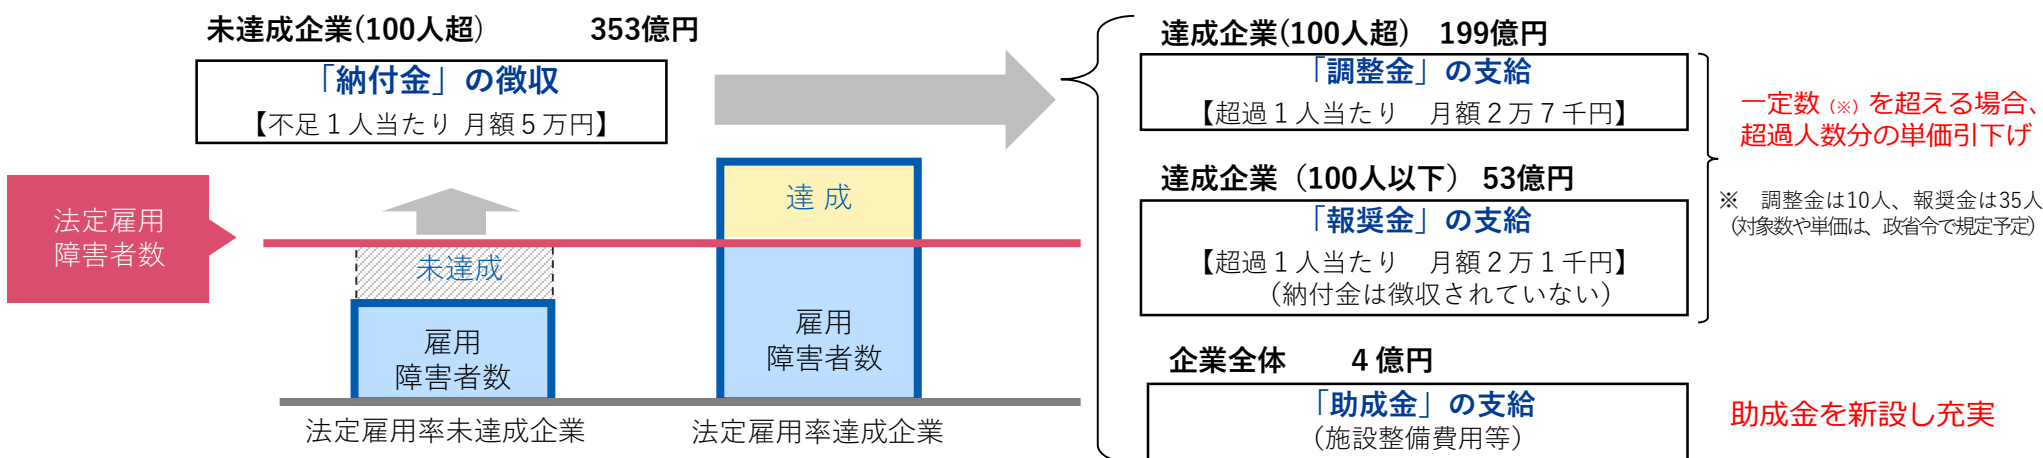 未達成企業(100人超) 353億円
「納付金」の徴収
【不足１人当たり 月額５万円】
法定雇用
障害者数
未達成
雇用
障害者数
達 成
雇用
障害者数
法定雇用率未達成企業
法定雇用率達成企業
達成企業(100人超) 199億円
「調整金」の支給
【超過１人当たり 月額２万７千円】
達成企業（100人以下） 53億円
「報奨金」の支給
【超過１人当たり 月額２万１千円】
（納付金は徴収されていない）
企業全体 ４億円
「助成金」の支給
（施設整備費用等）
一定数（※）を超える場合、
超過人数分の単価引下げ
※ 調整金は10人、報奨金は35人
（対象数や単価は、政省令で規定予定）
助成金を新設し充実